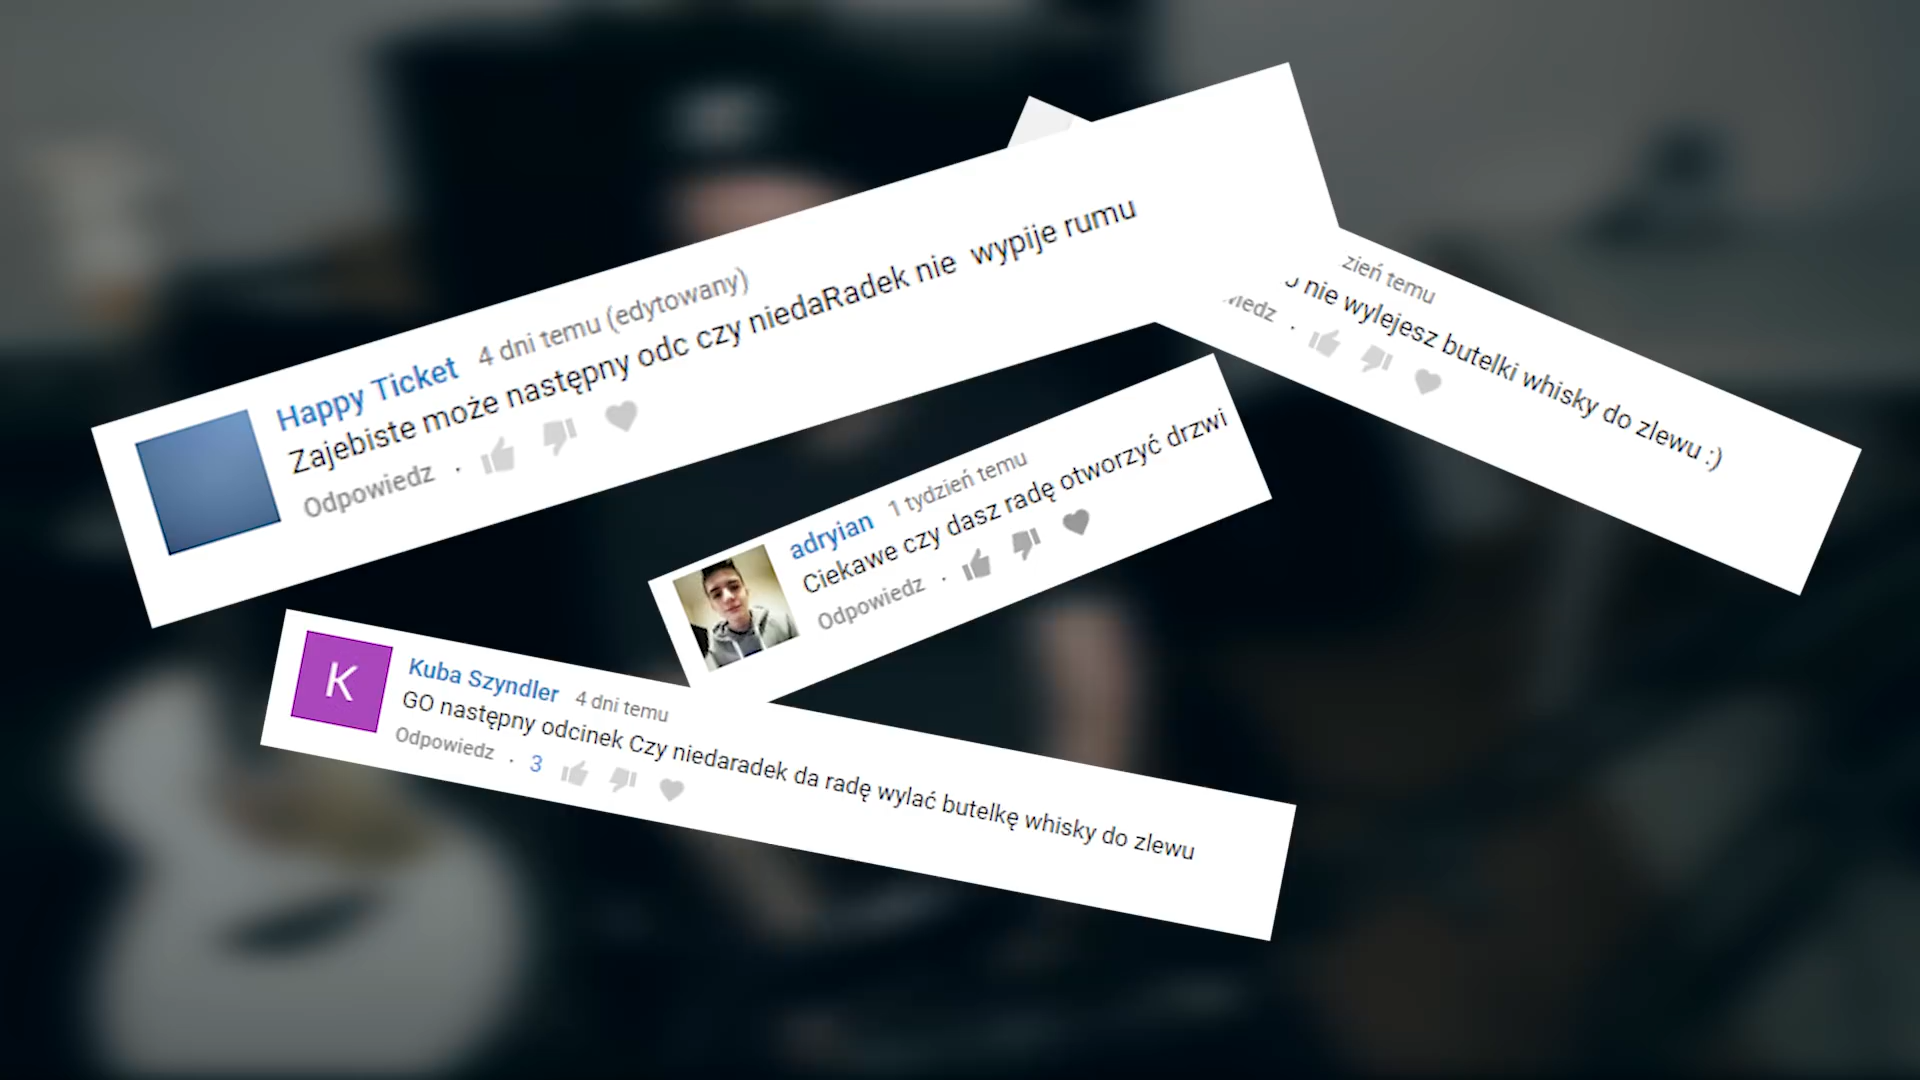 Happy Ticket 4 dni temu (edytowany)
Zajebiste może następny odc czy niedaRadek nie wypije rumu
Odpowiedz ·
zień temu
nie wylejesz butelki whisky do zlewu :)
iedz ·
adryian 1 tydzień temu
Ciekawe czy dasz radę otworzyć drzwi
Odpowiedz ·
K
Kuba Szyndler 4 dni temu
GO następny odcinek Czy niedaradek da radę wylać butelkę whisky do zlewu
Odpowiedz · 3